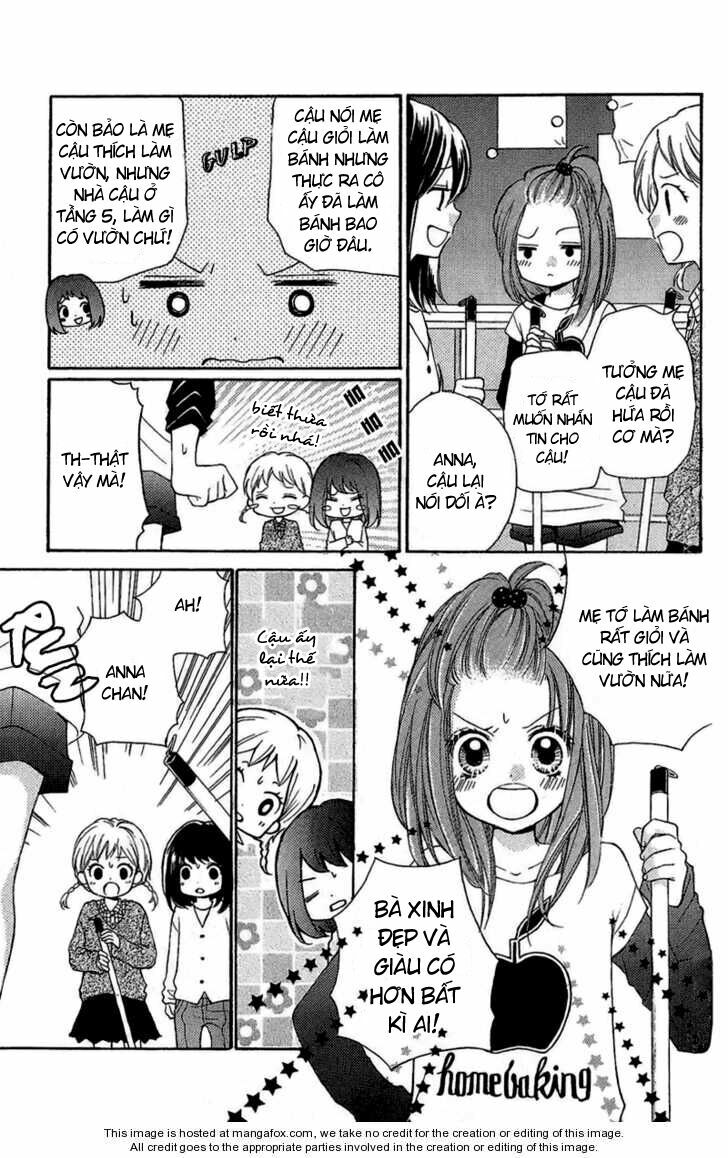 TƯỞNG MẸ
CẬU ĐÃ
HỨA RỒI
CƠ MÀ?
TỚ RẤT
MUỐN NHẮN
TIN CHO
CẬU!
ANNA,
CẬU LẠI
NÓI DỐI À?
CẬU NÓI MẸ
CẬU GIỎI LÀM
BÁNH NHƯNG
THỰC RA CÔ
ẤY ĐÃ LÀM
BÁNH BAO
GIỜ ĐÂU.
GULP
CÒN BẢO LÀ MẸ
CẬU THÍCH LÀM
VƯỜN, NHƯNG
NHÀ CẬU Ở
TẦNG 5, LÀM GÌ
CÓ VƯỜN CHỨ!
HA
HA
HA!
biết thừa
rồi nhá!
TH-THẬT
VẬY MÀ!
MẸ TỚ LÀM BÁNH
RẤT GIỎI VÀ
CŨNG THÍCH LÀM
VƯỜN NỮA!
BÀ XINH
ĐẸP VÀ
GIÀU CÓ
HƠN BẤT
KÌ AI!
homebaking
Cậu ấy
lại thế
nữa!!
AH!
ANNA
CHAN!
This image is hosted at mangafox.com, we take no credit for the creation or editing of this image.
All credit goes to the appropriate parties involved in the creation or editing of this image.